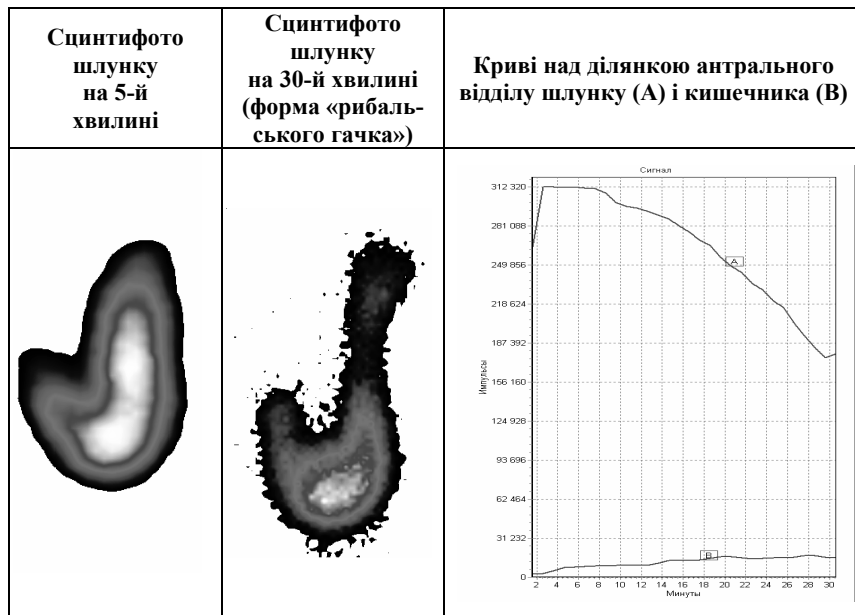 Сцинтифото
шлунку
на 5-й
хвилині
Сцинтифото
шлунку
на 30-й хвилині
(форма «рибаль-
ського гачка»)
Криві над ділянкою антрального
відділу шлунку (А) і кишечника (В)
Сигнал
312 320
281 088
249 856
218 624
187 392
156 160
124 928
93 696
62 464
31 232
0
Импульсы
A
B
2 4 6 8 10 12 14 16 18 20 22 24 26 28 30
Минуты